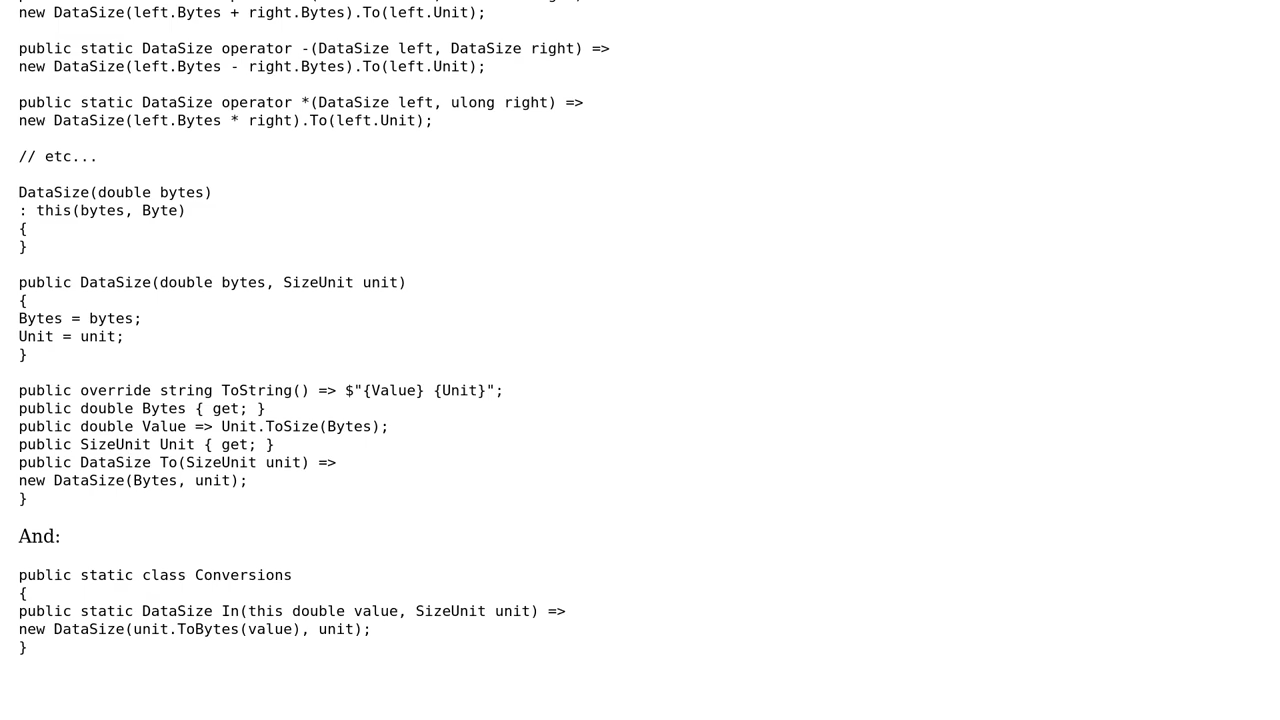 new DataSize(left.Bytes + right.Bytes).To(left.Unit);
public static DataSize operator -(DataSize left, DataSize right) =>
new DataSize(left.Bytes - right.Bytes).To(left.Unit);
public static DataSize operator *(DataSize left, ulong right) =>
new DataSize(left.Bytes * right).To(left.Unit);
// etc...
DataSize(double bytes)
: this(bytes, Byte)
{
}
public DataSize(double bytes, SizeUnit unit)
{
Bytes = bytes;
Unit = unit;
}
public override string ToString() => $"{Value} {Unit}";
public double Bytes { get; }
public double Value => Unit.ToSize(Bytes);
public SizeUnit Unit { get; }
public DataSize To(SizeUnit unit) =>
new DataSize(Bytes, unit);
}
And:
public static class Conversions
{
public static DataSize In(this double value, SizeUnit unit) =>
new DataSize(unit.ToBytes(value), unit);
}